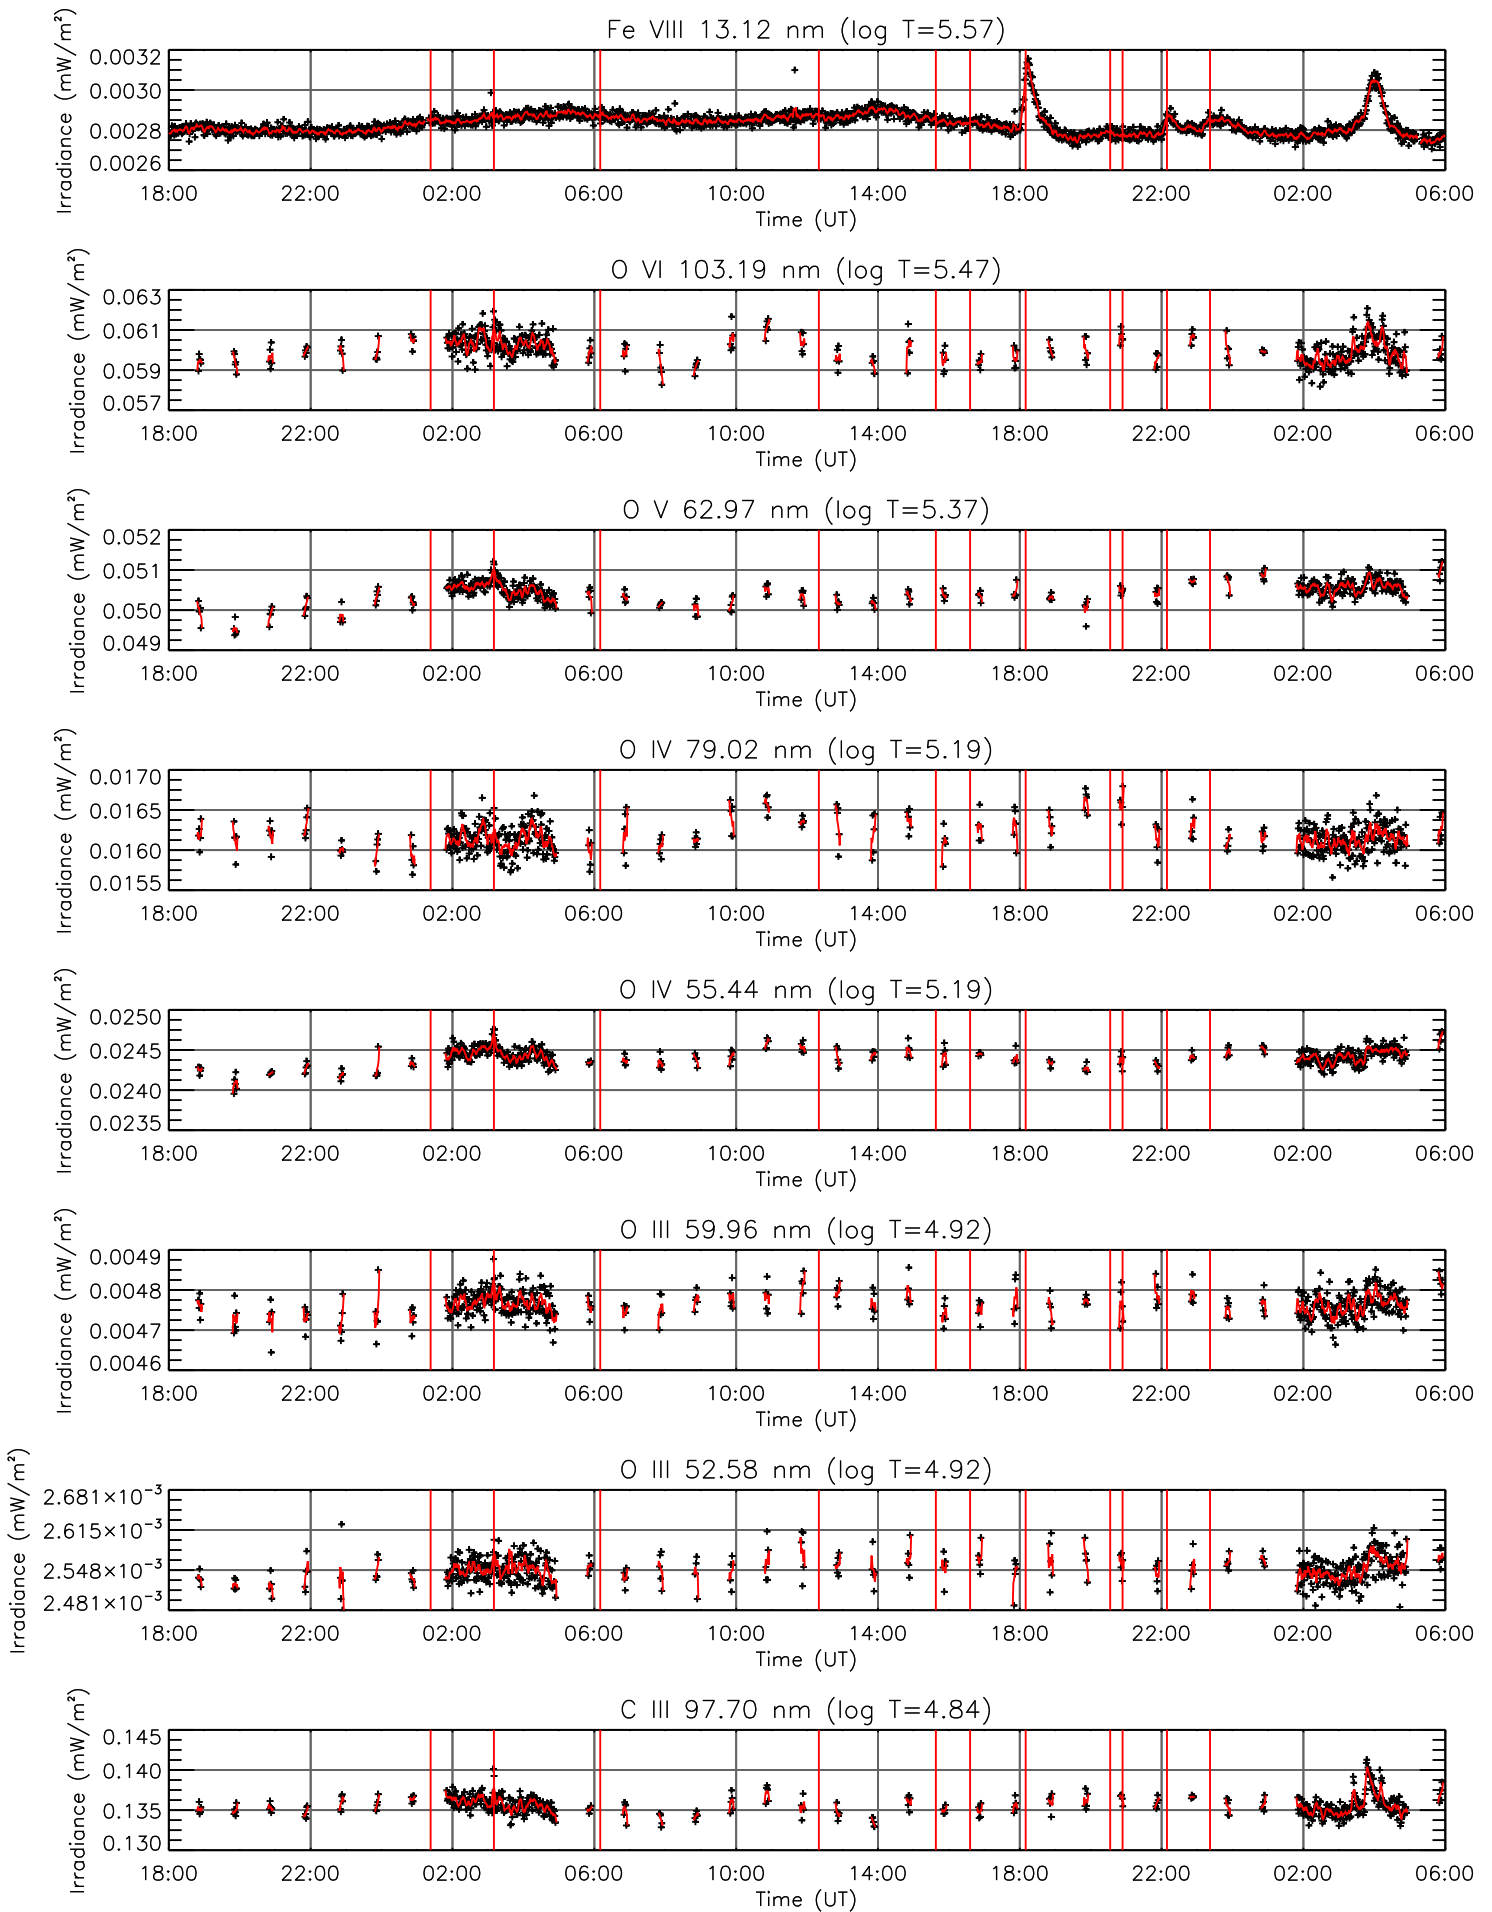 Fe VIII 13.12 nm (log T=5.57)
Irradiance (mW/m²)
0.0032
0.0030
0.0028
0.0026
18:00 22:00 02:00 06:00 10:00 14:00 18:00 22:00 02:00 06:00
Time (UT)
O VI 103.19 nm (log T=5.47)
Irradiance (mW/m²)
0.063
0.061
0.059
0.057
18:00 22:00 02:00 06:00 10:00 14:00 18:00 22:00 02:00 06:00
Time (UT)
O V 62.97 nm (log T=5.37)
Irradiance (mW/m²)
0.052
0.051
0.050
0.049
18:00 22:00 02:00 06:00 10:00 14:00 18:00 22:00 02:00 06:00
Time (UT)
O IV 79.02 nm (log T=5.19)
Irradiance (mW/m²)
0.0170
0.0165
0.0160
0.0155
18:00 22:00 02:00 06:00 10:00 14:00 18:00 22:00 02:00 06:00
Time (UT)
O IV 55.44 nm (log T=5.19)
Irradiance (mW/m²)
0.0250
0.0245
0.0240
0.0235
18:00 22:00 02:00 06:00 10:00 14:00 18:00 22:00 02:00 06:00
Time (UT)
O III 59.96 nm (log T=4.92)
Irradiance (mW/m²)
0.0049
0.0048
0.0047
0.0046
18:00 22:00 02:00 06:00 10:00 14:00 18:00 22:00 02:00 06:00
Time (UT)
O III 52.58 nm (log T=4.92)
Irradiance (mW/m²)
2.681×10⁻³
2.615×10⁻³
2.548×10⁻³
2.481×10⁻³
18:00 22:00 02:00 06:00 10:00 14:00 18:00 22:00 02:00 06:00
Time (UT)
C III 97.70 nm (log T=4.84)
Irradiance (mW/m²)
0.145
0.140
0.135
0.130
18:00 22:00 02:00 06:00 10:00 14:00 18:00 22:00 02:00 06:00
Time (UT)